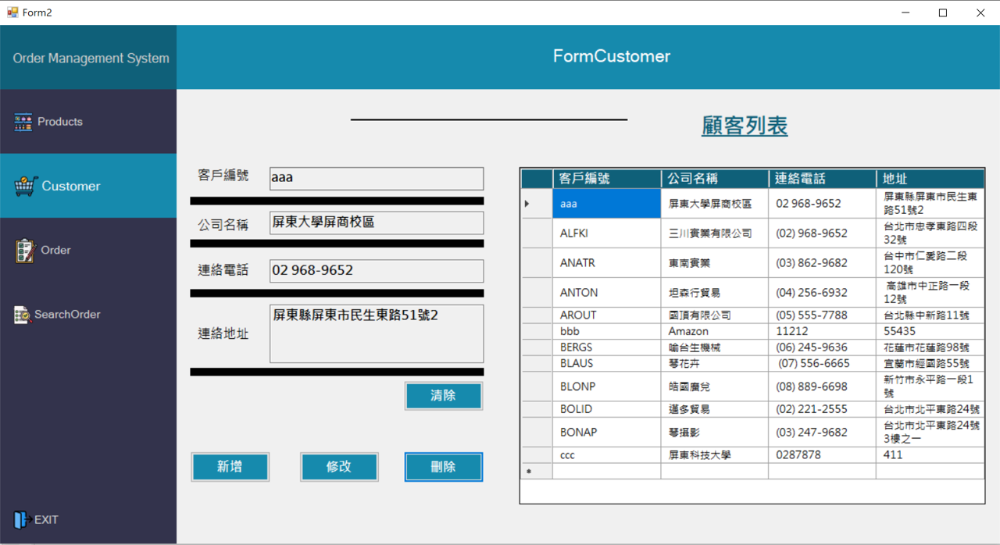 Form2
Order Management System
FormCustomer
Products
Customer
Order
SearchOrder
EXIT
顧客列表
客戶編號 aaa
公司名稱 屏東大學屏商校區
連絡電話 02 968-9652
連絡地址 屏東縣屏東市民生東路51號2
清除
新增 修改 刪除
客戶編號 公司名稱 連絡電話 地址
aaa 屏東大學屏商校區 02 968-9652 屏東縣屏東市民生東
路51號2
ALFKI 三川實業有限公司 (02) 968-9652 台北市忠孝東路四段
32號
ANATR 東南實業 (03) 862-9682 台中市仁愛路二段
120號
ANTON 坦森行貿易 (04) 256-6932 高雄市中正路一段
12號
AROUT 國頂有限公司 (05) 555-7788 台北縣中新路11號
bbb Amazon 11212 55435
BERGS 喻台生機械 (06) 245-9636 花蓮市花蓮路98號
BLAUS 琴花卉 (07) 556-6665 宜蘭市經國路55號
BLONP 皓國廣兌 (08) 889-6698 新竹市永平路一段1
號
BOLID 邁多貿易 (02) 221-2555 台北市北平東路24號
BONAP 琴攝影 (03) 247-9682 台北市北平東路24號
3樓之一
ccc 屏東科技大學 0287878 411